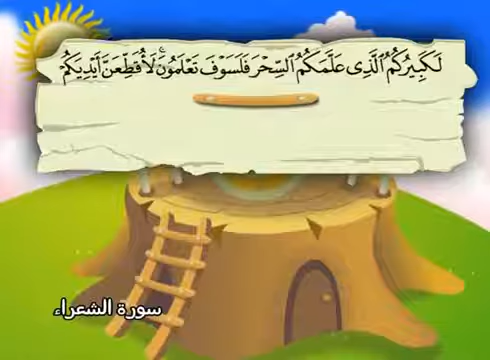 لَكَبِيرُكُمُ ٱلَّذِى عَلَّمَكُمُ ٱلسِّحْرَ فَلَسَوْفَ تَعْلَمُونَ ۚ لَأُقَطِّعَنَّ أَيْدِيَكُمْ
سورة الشعراء